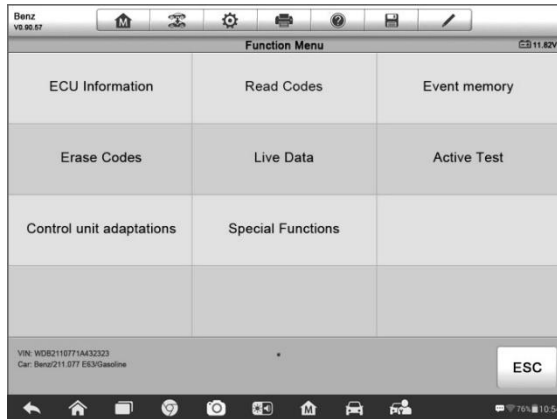 Benz
V0.90.57
Function Menu
11.82V
ECU Information
Read Codes
Event memory
Erase Codes
Live Data
Active Test
Control unit adaptations
Special Functions
VIN: WDB2110771A432323
Car: Benz/211.077 E63/Gasoline
ESC
76%